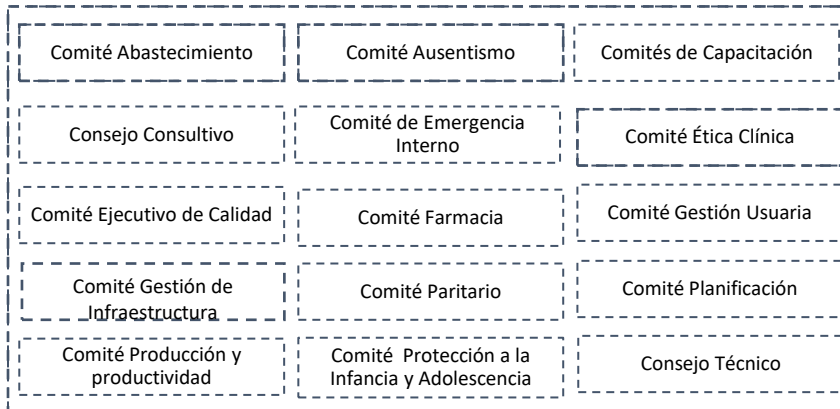 Comité Abastecimiento
Comité Ausentismo
Comités de Capacitación
Consejo Consultivo
Comité de Emergencia
Interno
Comité Ética Clínica
Comité Ejecutivo de Calidad
Comité Farmacia
Comité Gestión Usuaria
Comité Gestión de
Infraestructura
Comité Paritario
Comité Planificación
Comité Producción y
productividad
Comité  Protección a la
Infancia y Adolescencia
Consejo Técnico